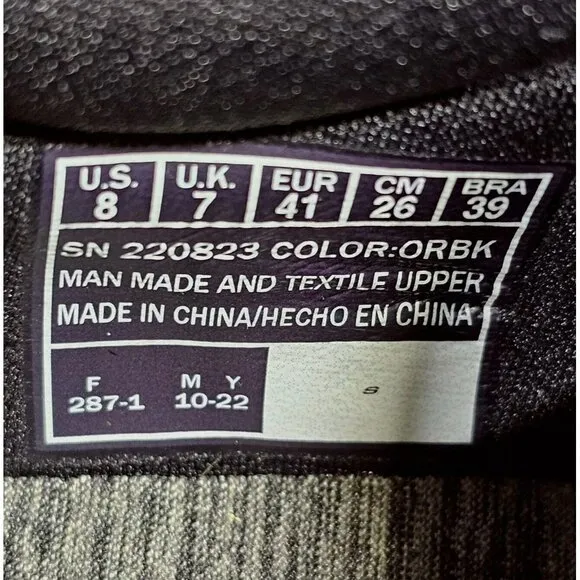 U.S. U.K. EUR CM BRA
8 7 41 26 39
SN 220823 COLOR:ORBK
MAN MADE AND TEXTILE UPPER
MADE IN CHINA/HECHO EN CHINA
F M Y
287-1 10-22
S